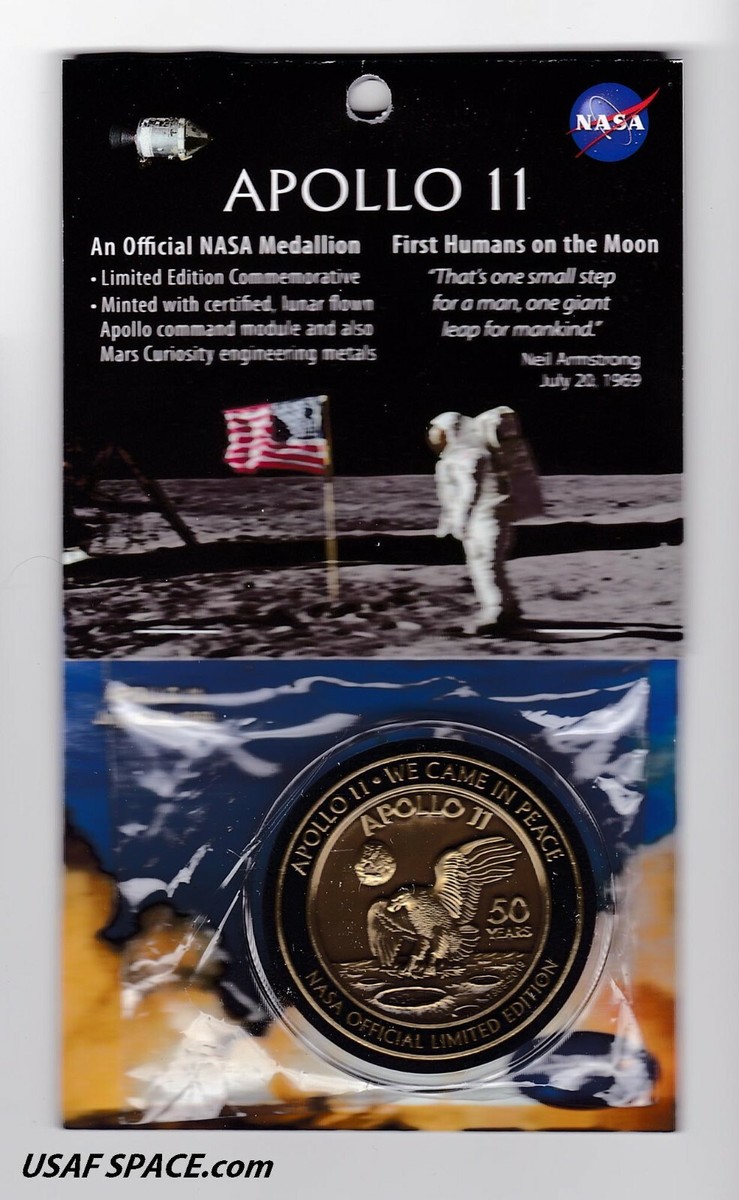 NASA
APOLLO 11
An Official NASA Medallion
• Limited Edition Commemorative
• Minted with certified, lunar flown
Apollo command module and also
Mars Curiosity engineering metals
First Humans on the Moon
"That's one small step
for a man, one giant
leap for mankind."
Neil Armstrong
July 20, 1969
APOLLO 11 • WE CAME IN PEACE
APOLLO 11
50
YEARS
NASA OFFICIAL LIMITED EDITION
USAF SPACE.com